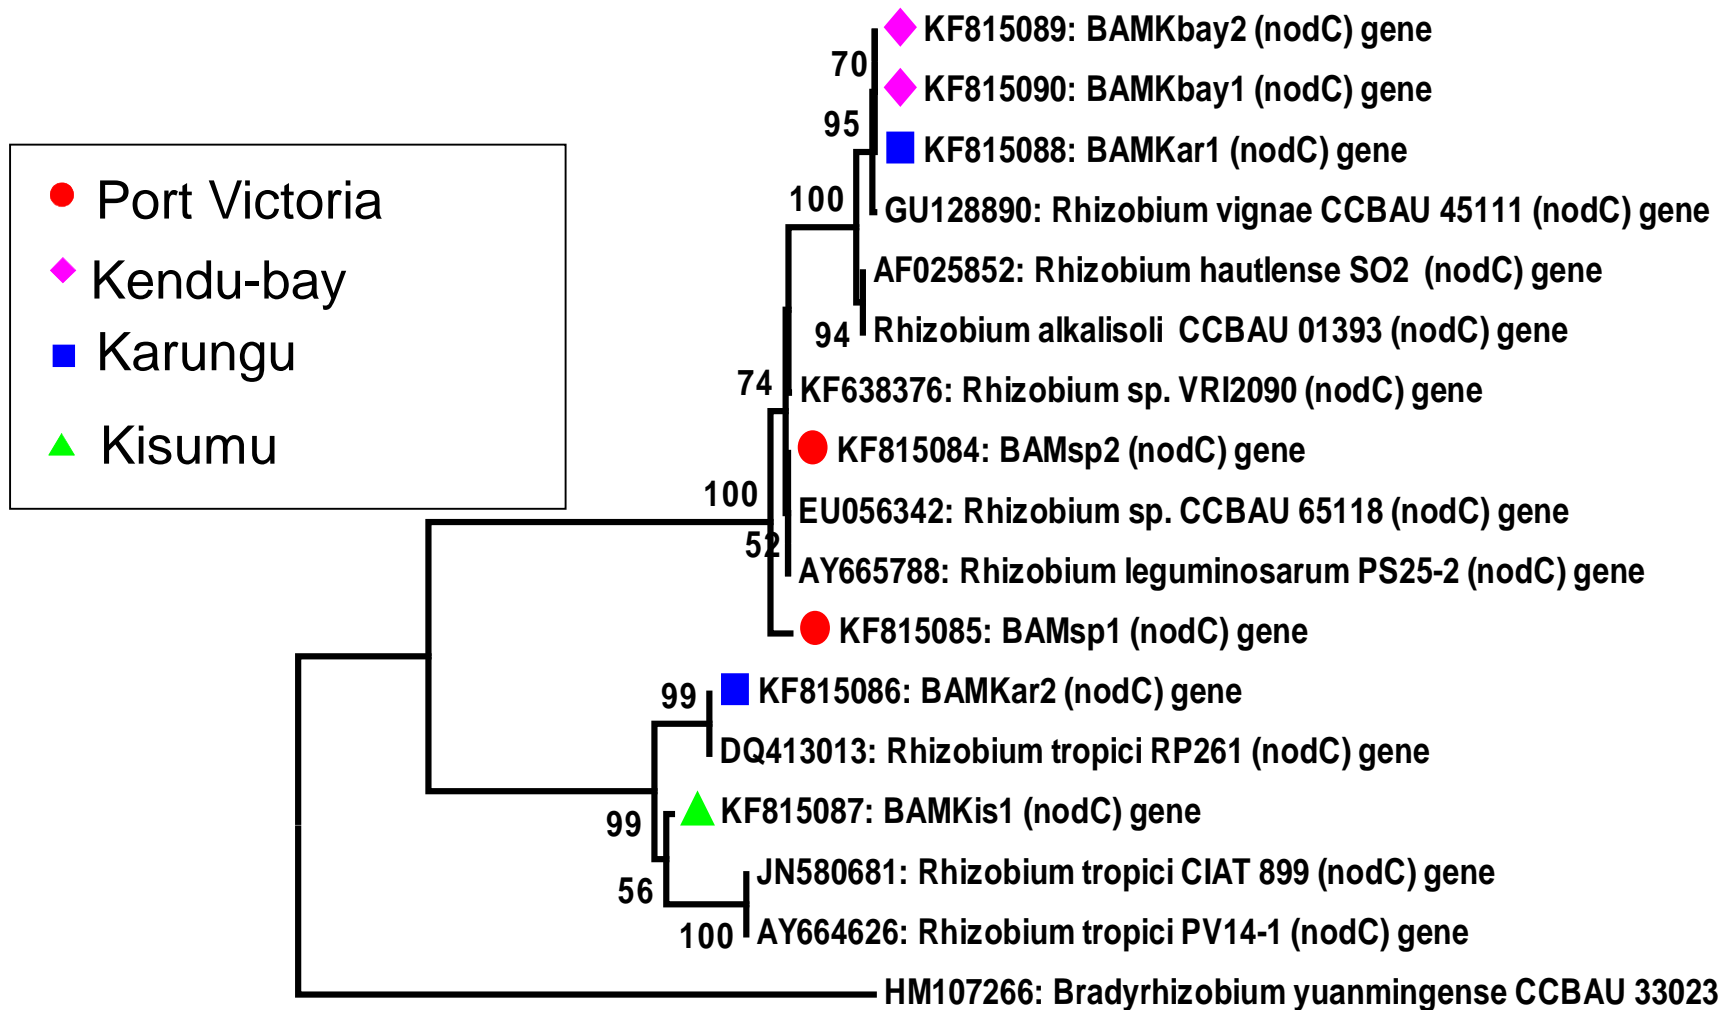 KF815089: BAMKbay2 (nodC) gene
70
KF815090: BAMKbay1 (nodC) gene
95
KF815088: BAMKar1 (nodC) gene
Port Victoria
100
GU128890: Rhizobium vignae CCBAU 45111 (nodC) gene
Kendu-bay
AF025852: Rhizobium hautlense SO2 (nodC) gene
Karungu
94
Rhizobium alkalisoli CCBAU 01393 (nodC) gene
74
KF638376: Rhizobium sp. VRI2090 (nodC) gene
Kisumu
KF815084: BAMsp2 (nodC) gene
100
EU056342: Rhizobium sp. CCBAU 65118 (nodC) gene
52
AY665788: Rhizobium leguminosarum PS25-2 (nodC) gene
KF815085: BAMsp1 (nodC) gene
99
KF815086: BAMKar2 (nodC) gene
DQ413013: Rhizobium tropici RP261 (nodC) gene
KF815087: BAMKis1 (nodC) gene
99
JN580681: Rhizobium tropici CIAT 899 (nodC) gene
56
AY664626: Rhizobium tropici PV14-1 (nodC) gene
100
HM107266: Bradyrhizobium yuanmingense CCBAU 33023